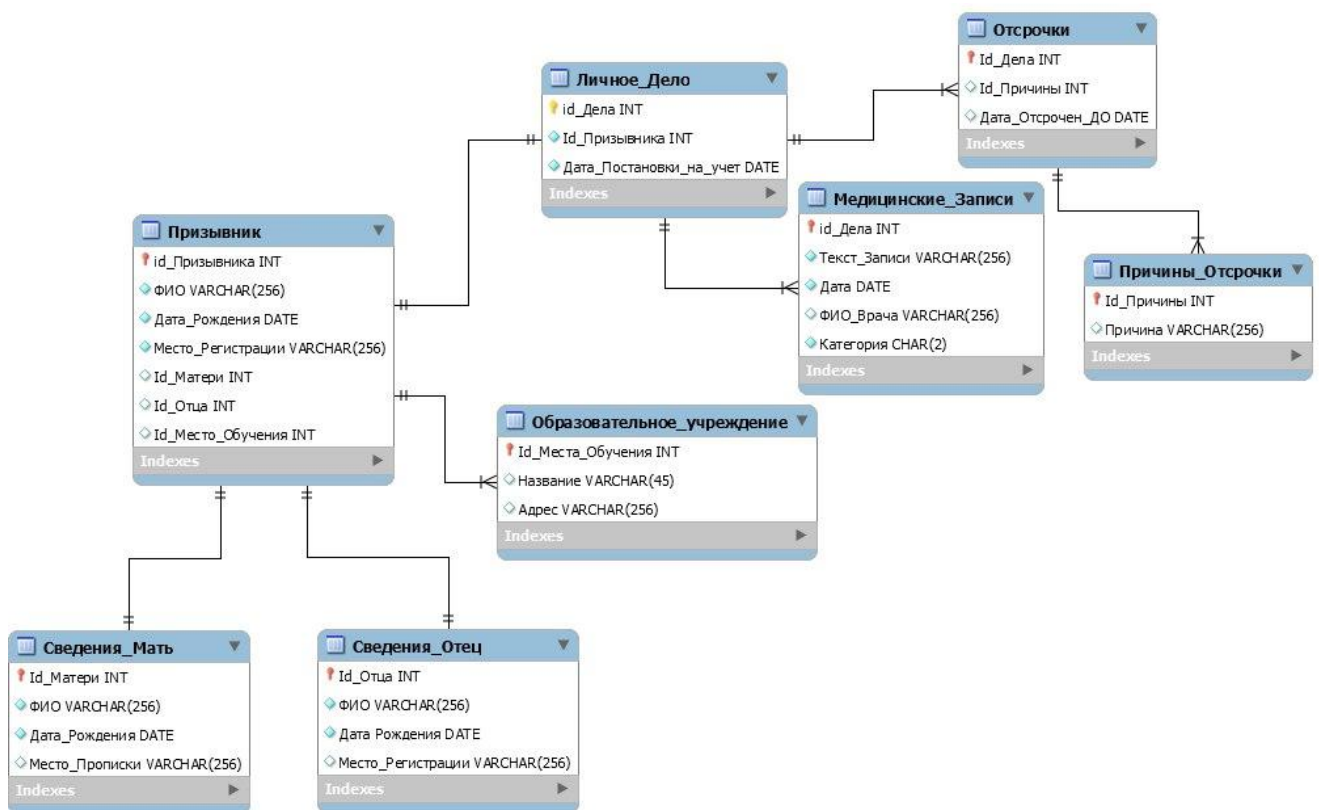 Отсрочки
Id_Дела INT
Id_Причины INT
Дата_Отсрочен_ДО DATE
Indexes
Личное_Дело
id_Дела INT
Id_Призывника INT
Дата_Постановки_на_учет DATE
Indexes
Медицинские_Записи
id_Дела INT
Текст_Записи VARCHAR(256)
Дата DATE
ФИО_Врача VARCHAR(256)
Категория CHAR(2)
Indexes
Причины_Отсрочки
Id_Причины INT
Причина VARCHAR(256)
Indexes
Призывник
id_Призывника INT
ФИО VARCHAR(256)
Дата_Рождения DATE
Место_Регистрации VARCHAR(256)
Id_Матери INT
Id_Отца INT
Id_Место_Обучения INT
Indexes
Образовательное_учреждение
Id_Места_Обучения INT
Название VARCHAR(45)
Адрес VARCHAR(256)
Indexes
Сведения_Мать
Id_Матери INT
ФИО VARCHAR(256)
Дата_Рождения DATE
Место_Прописки VARCHAR(256)
Indexes
Сведения_Отец
Id_Отца INT
ФИО VARCHAR(256)
Дата Рождения DATE
Место_Регистрации VARCHAR(256)
Indexes